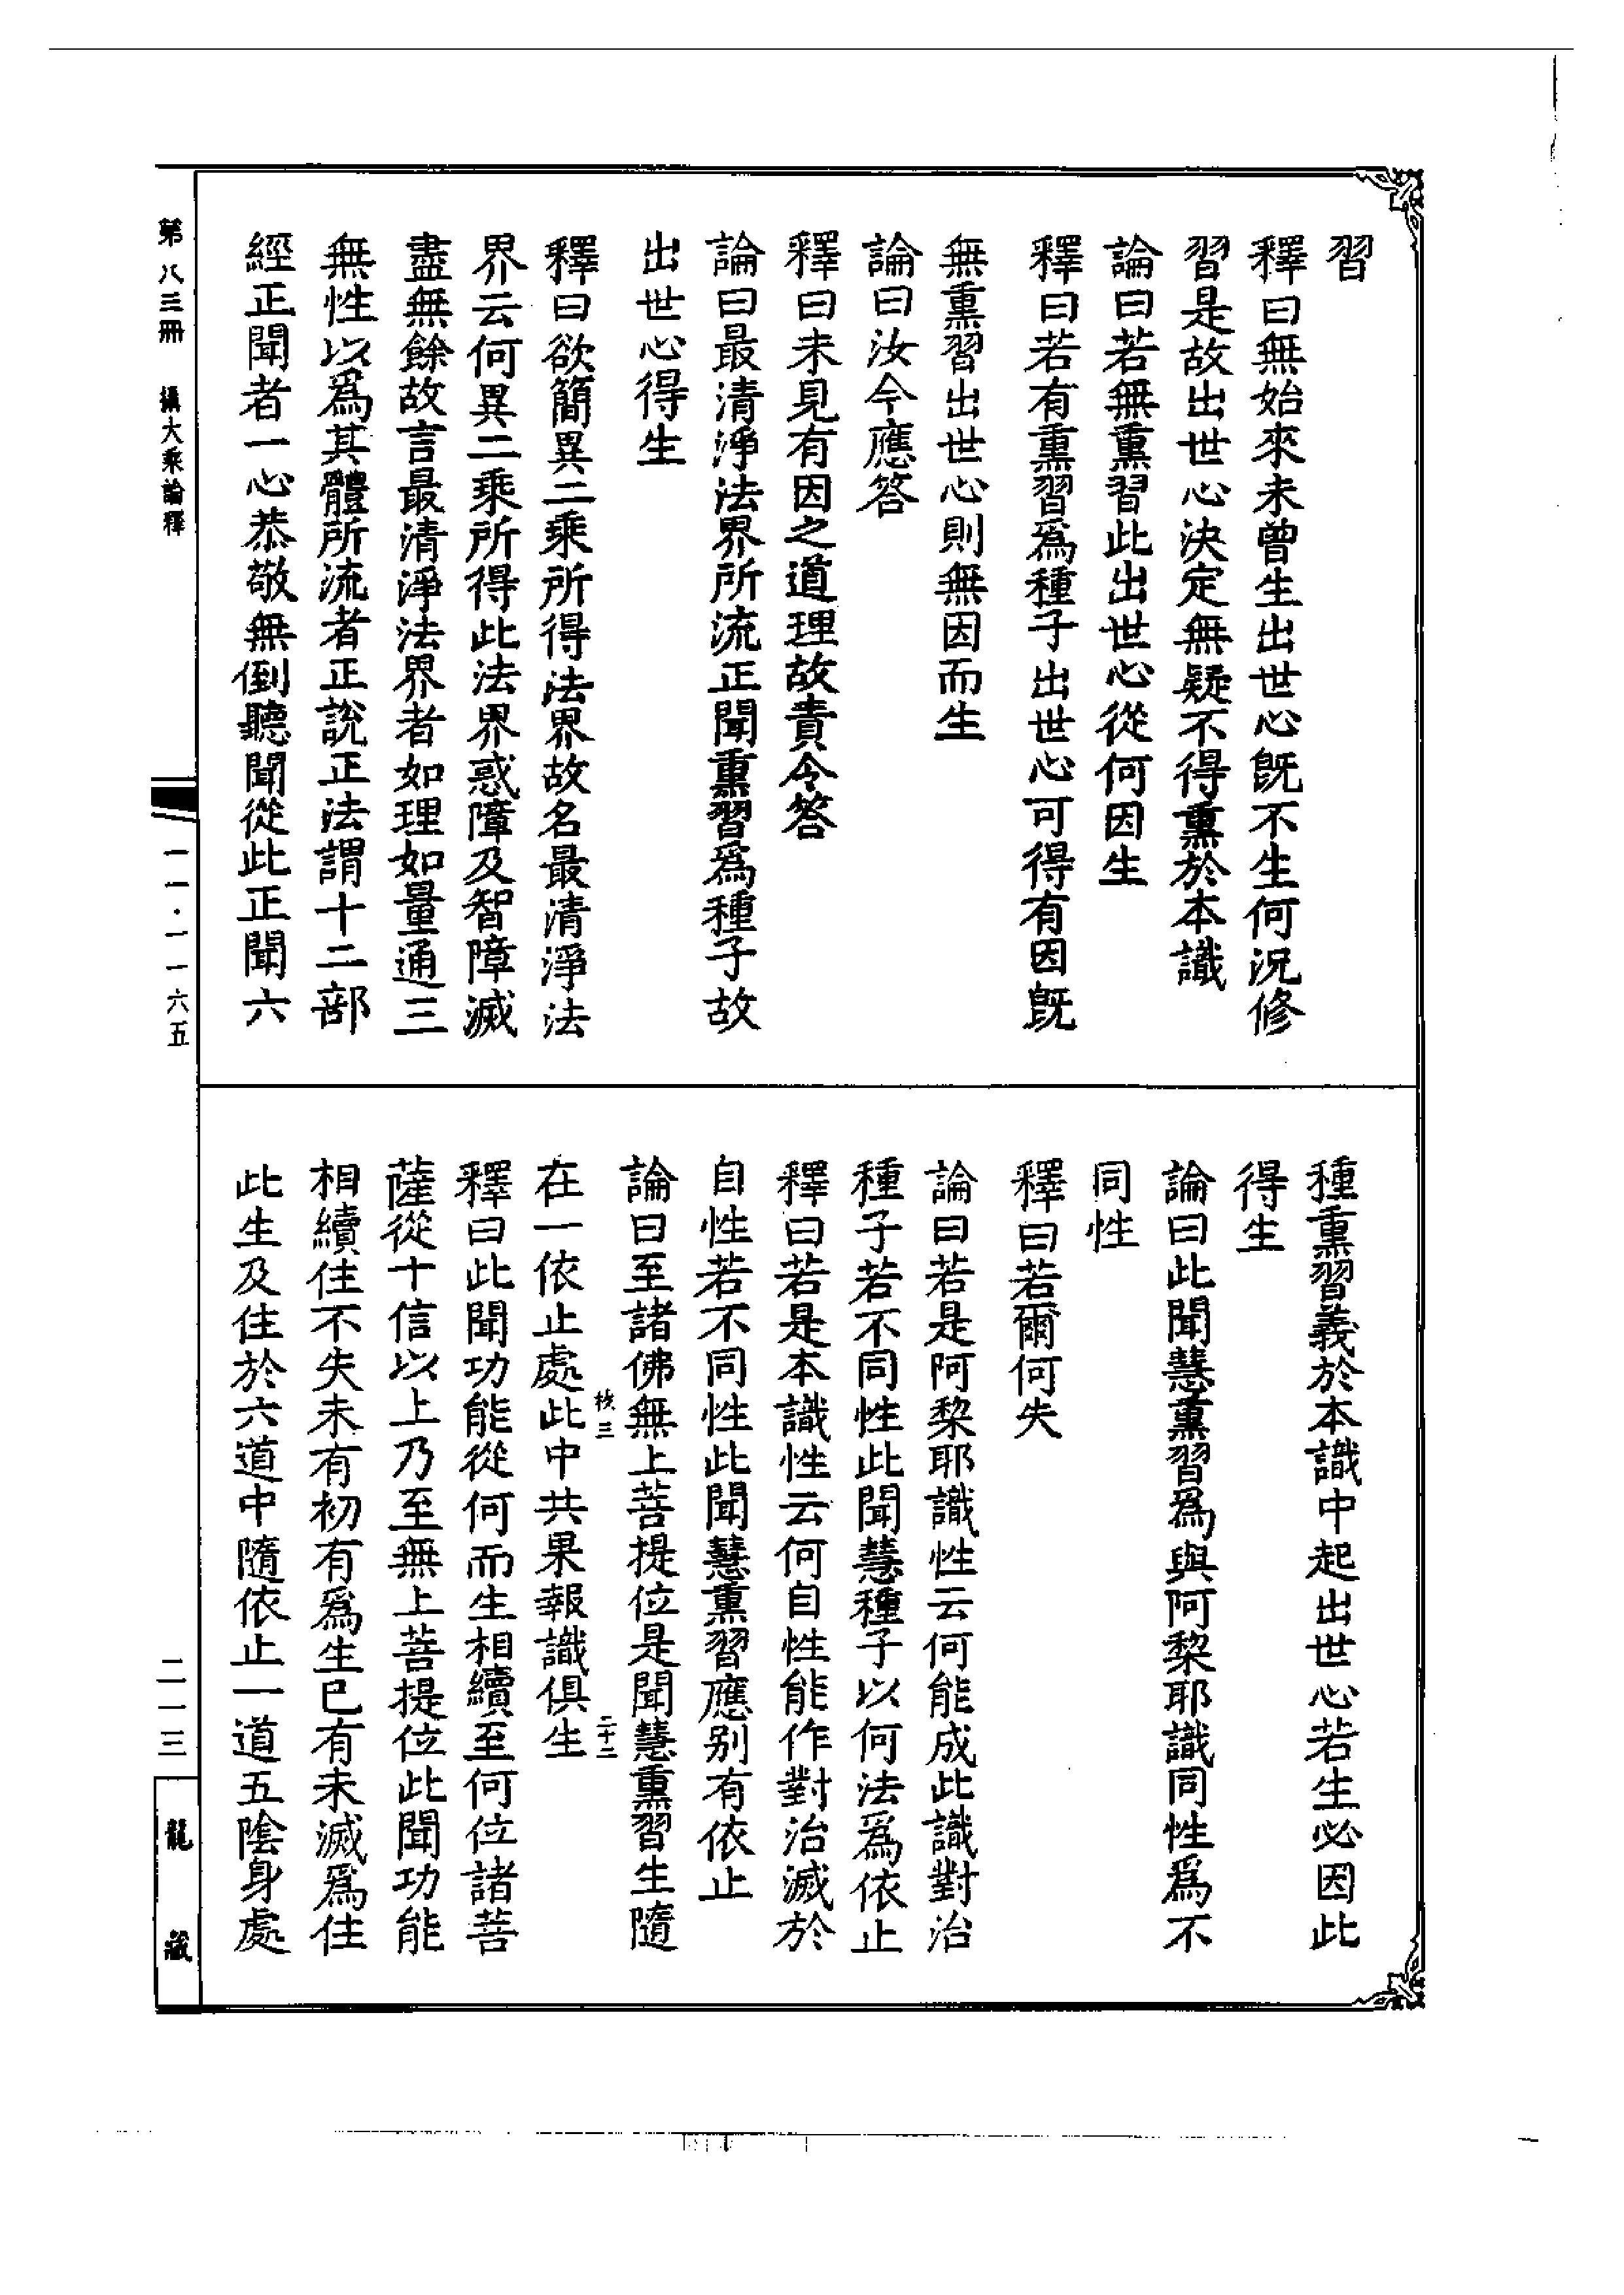 習
釋曰無始來未曾生出世心旣不生何況修
習是故出世心決定無疑不得熏於本識
論曰若無熏習此出世心從何因生
釋曰若有熏習爲種子出世心可得有因旣
無熏習出世心則無因而生
論曰汝今應答
釋曰未見有因之道理故責令答
論曰最清淨法界所流正聞熏習爲種子故
出世心得生
釋曰欲簡異二乘所得法界故名最清淨法
界云何異二乘所得此法界惑障及智障滅
盡無餘故言最清淨法界者如理如量通三
無性以爲其體所流者正說正法謂十二部
經正聞者一心恭敬無倒聽聞從此正聞六
種熏習義於本識中起出世心若生必因此
得生
論曰此聞慧熏習爲與阿黎耶識同性爲不
同性
釋曰若爾何失
論曰若是阿黎耶識性云何能成此識對治
種子若不同性此聞慧種子以何法爲依止
釋曰若是本識性云何自性能作對治滅於
自性若不同性此聞慧熏習應別有依止
論曰至諸佛無上菩提位是聞慧熏習生隨
在一依止處此中共果報識俱生
三
二十二
釋曰此聞功能從何而生相續至何位諸菩
薩從十信以上乃至無上菩提位此聞功能
相續住不失未有初有爲生已有未滅爲住
此生及住於六道中隨依止一道五陰身處
第八三冊 攝大乘論釋
一一·一一六五
二一三
龍藏